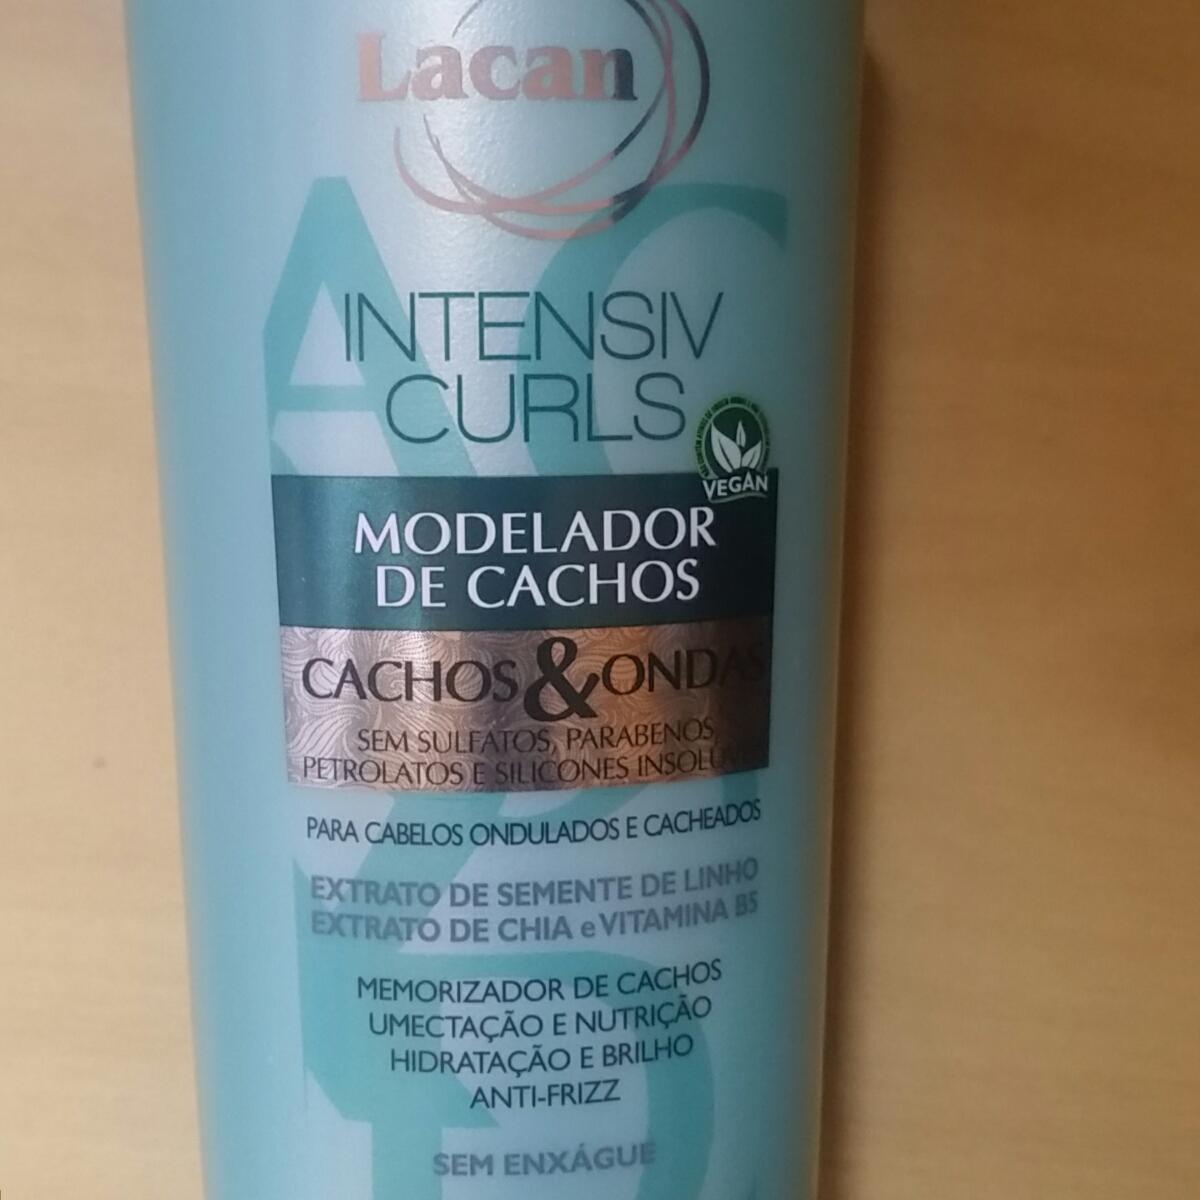 Lacan
INTENSIV
CURLS
VEGAN
MODELADOR
DE CACHOS
CACHOS & ONDAS
SEM SULFATOS, PARABENOS,
PETROLATOS E SILICONES INSOLÚVEIS
PARA CABELOS ONDULADOS E CACHEADOS
EXTRATO DE SEMENTE DE LINHO
EXTRATO DE CHIA e VITAMINA B5
MEMORIZADOR DE CACHOS
UMECTAÇÃO E NUTRIÇÃO
HIDRATAÇÃO E BRILHO
ANTI-FRIZZ
SEM ENXÁGUE